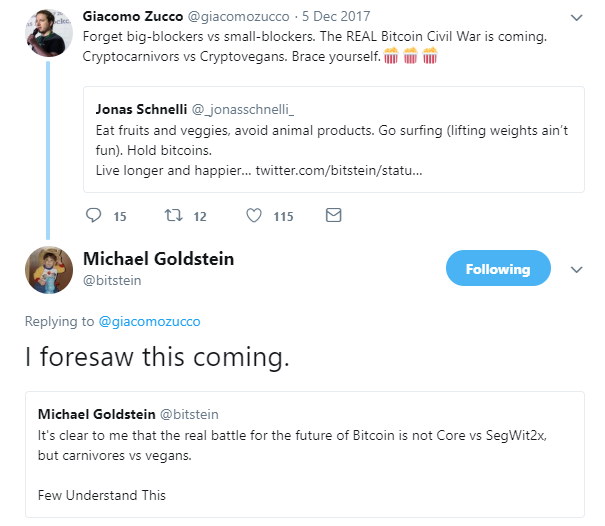 Giacomo Zucco @giacomozucco · 5 Dec 2017
Forget big-blockers vs small-blockers. The REAL Bitcoin Civil War is coming.
Cryptocarnivors vs Cryptovegans. Brace yourself.🍿🍿🍿
Jonas Schnelli @_jonasschnelli_
Eat fruits and veggies, avoid animal products. Go surfing (lifting weights ain't
fun). Hold bitcoins.
Live longer and happier... twitter.com/bitstein/statu...
15 12 115
Michael Goldstein
@bitstein
Following
Replying to @giacomozucco
I foresaw this coming.
Michael Goldstein @bitstein
It's clear to me that the real battle for the future of Bitcoin is not Core vs SegWit2x,
but carnivores vs vegans.
Few Understand This